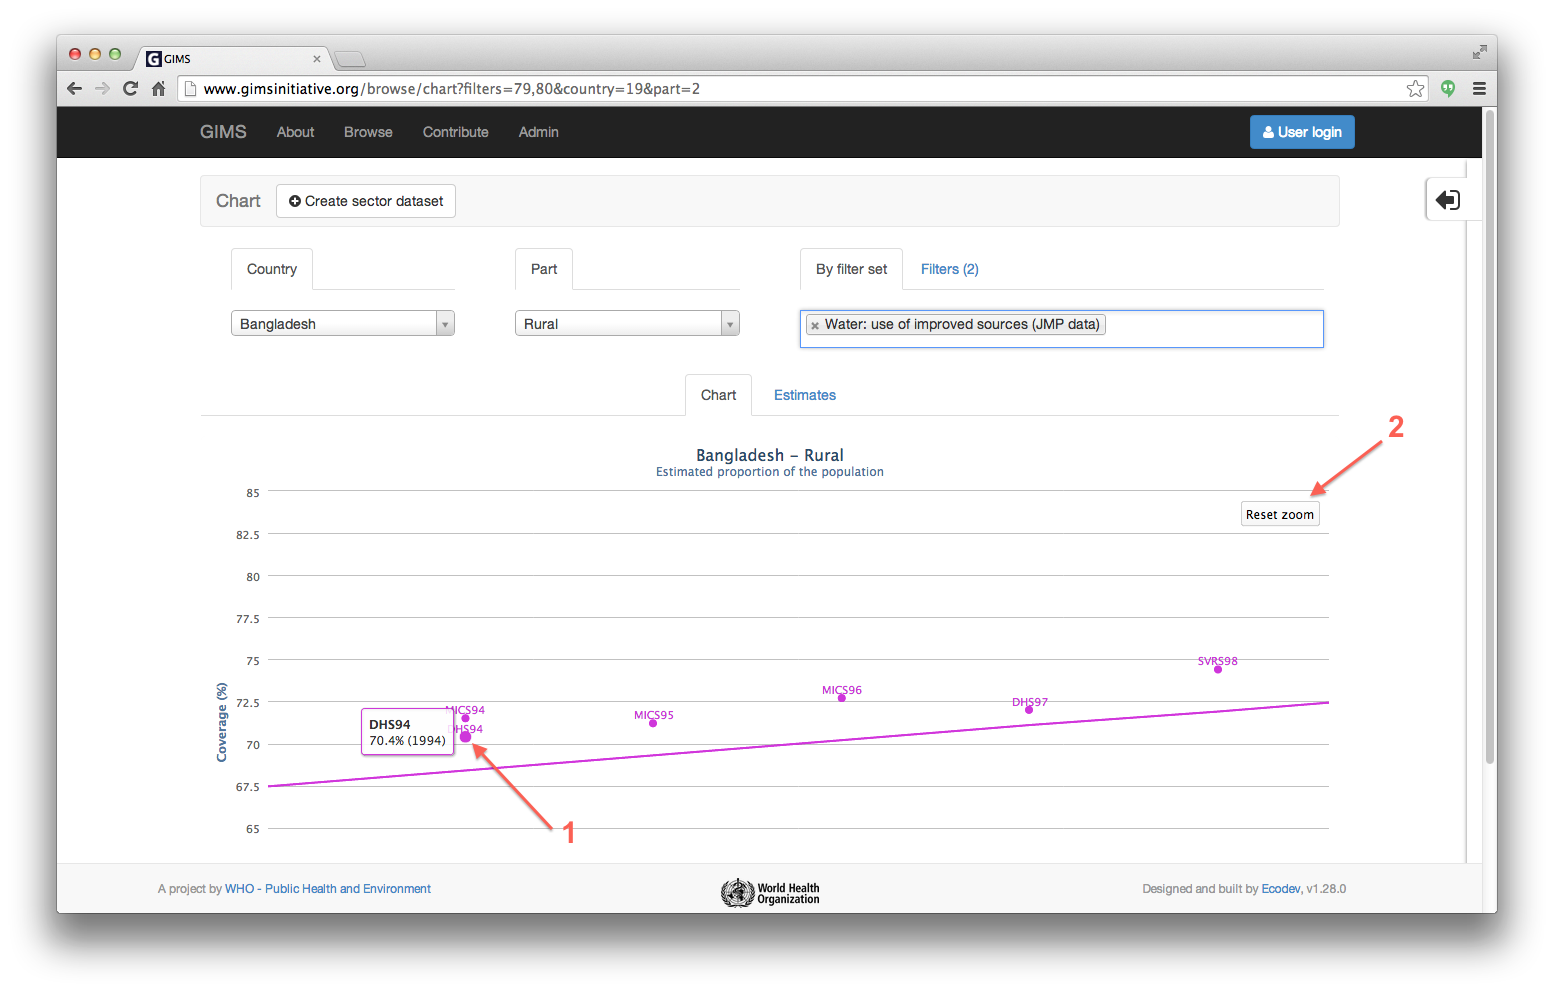 GIMS
www.gimsinitiative.org/browse/chart?filters=79,80&country=19&part=2
GIMS About Browse Contribute Admin User login
Chart Create sector dataset
Country Part By filter set Filters (2)
Bangladesh Rural Water: use of improved sources (JMP data)
Chart Estimates
2
Bangladesh – Rural
Estimated proportion of the population
Reset zoom
Coverage (%)
85
82.5
80
77.5
75
72.5
70
67.5
65
SVRS98
MICS96
DHS97
MICS94
MICS95
DHS94
DHS94
70.4% (1994)
1
A project by WHO - Public Health and Environment
World Health
Organization
Designed and built by Ecodev, v1.28.0